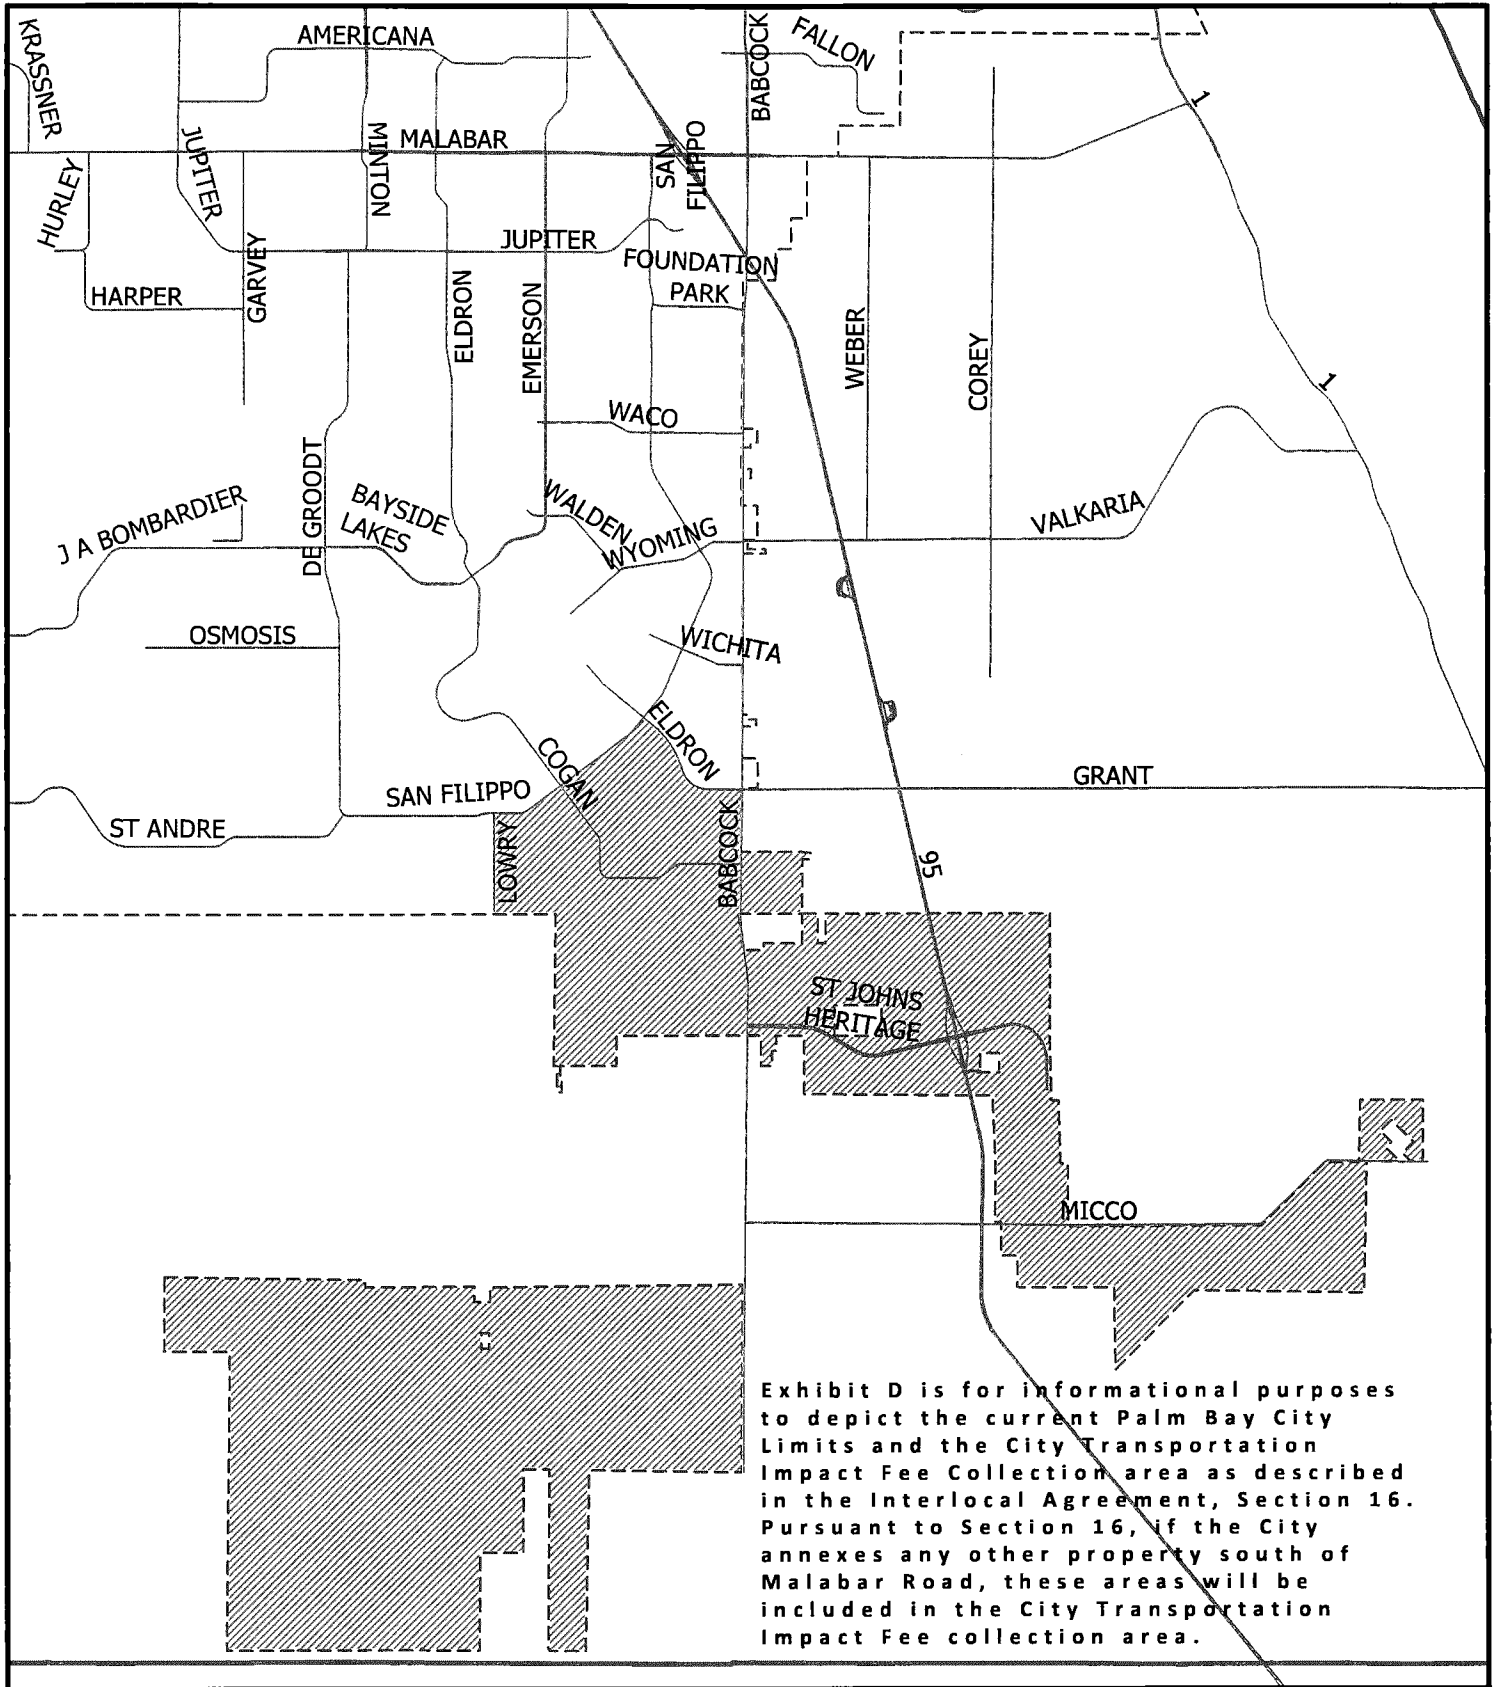 KRASSNER
AMERICANA
BABCOCK
FALLON
1
JUPITER
MINTON
MALABAR
SAN
FILIPPO
HURLEY
GARVEY
JUPITER
FOUNDATION
PARK
HARPER
ELDRON
EMERSON
WEBER
COREY
1
WACO
DE GROODT
J A BOMBARDIER
BAYSIDE
LAKES
WALDEN
WYOMING
VALKARIA
OSMOSIS
WICHITA
ELDRON
COGAN
SAN FILIPPO
GRANT
ST ANDRE
LOWRY
BABCOCK
95
ST JOHNS
HERITAGE
MICCO
Exhibit D is for informational purposes
to depict the current Palm Bay City
Limits and the City Transportation
Impact Fee Collection area as described
in the Interlocal Agreement, Section 16.
Pursuant to Section 16, if the City
annexes any other property south of
Malabar Road, these areas will be
included in the City Transportation
Impact Fee collection area.